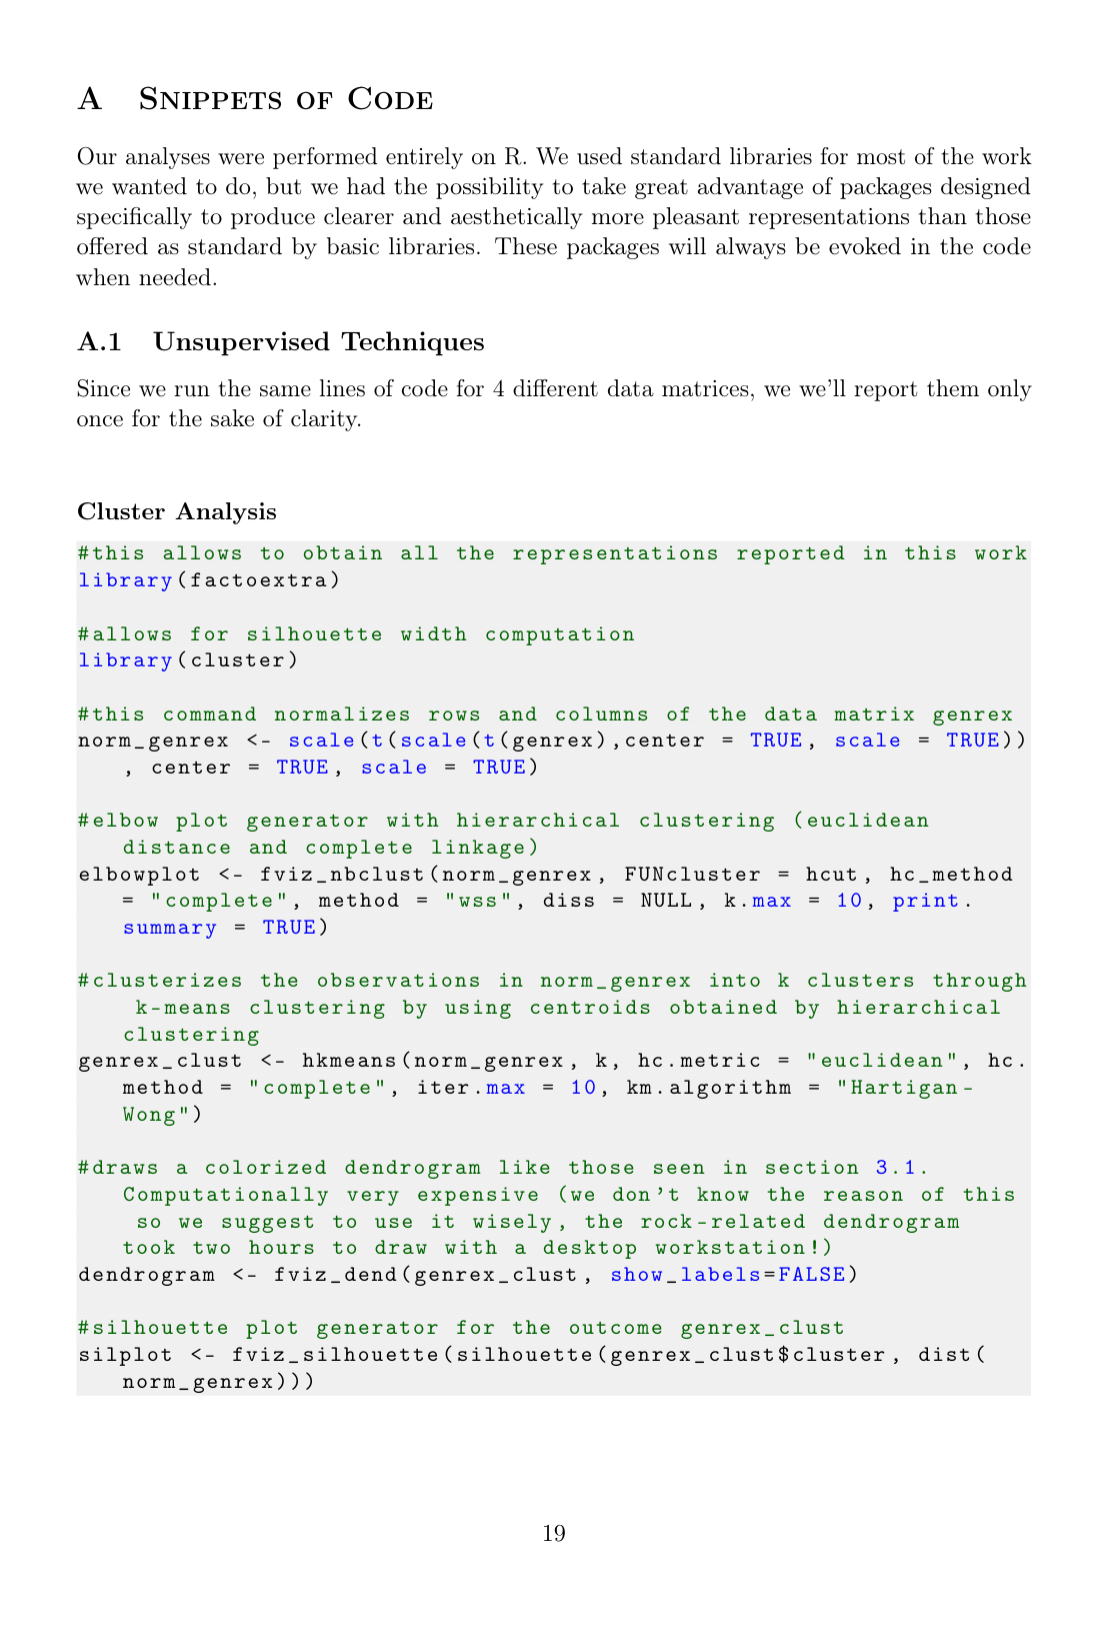 A Snippets of Code
Our analyses were performed entirely on R. We used standard libraries for most of the work
we wanted to do, but we had the possibility to take great advantage of packages designed
specifically to produce clearer and aesthetically more pleasant representations than those
offered as standard by basic libraries. These packages will always be evoked in the code
when needed.
A.1 Unsupervised Techniques
Since we run the same lines of code for 4 different data matrices, we we'll report them only
once for the sake of clarity.
Cluster Analysis
#this allows to obtain all the representations reported in this work
library(factoextra)
#allows for silhouette width computation
library(cluster)
#this command normalizes rows and columns of the data matrix genrex
norm_genrex <- scale(t(scale(t(genrex),center = TRUE, scale = TRUE))
, center = TRUE, scale = TRUE)
#elbow plot generator with hierarchical clustering (euclidean
distance and complete linkage)
elbowplot <- fviz_nbclust(norm_genrex, FUNcluster = hcut, hc_method
= "complete", method = "wss", diss = NULL, k.max = 10, print.
summary = TRUE)
#clusterizes the observations in norm_genrex into k clusters through
k-means clustering by using centroids obtained by hierarchical
clustering
genrex_clust <- hkmeans(norm_genrex, k, hc.metric = "euclidean", hc.
method = "complete", iter.max = 10, km.algorithm = "Hartigan-
Wong")
#draws a colorized dendrogram like those seen in section 3.1.
Computationally very expensive (we don't know the reason of this
so we suggest to use it wisely, the rock-related dendrogram
took two hours to draw with a desktop workstation!)
dendrogram <- fviz_dend(genrex_clust, show_labels=FALSE)
#silhouette plot generator for the outcome genrex_clust
silplot <- fviz_silhouette(silhouette(genrex_clust$cluster, dist(
norm_genrex)))
19